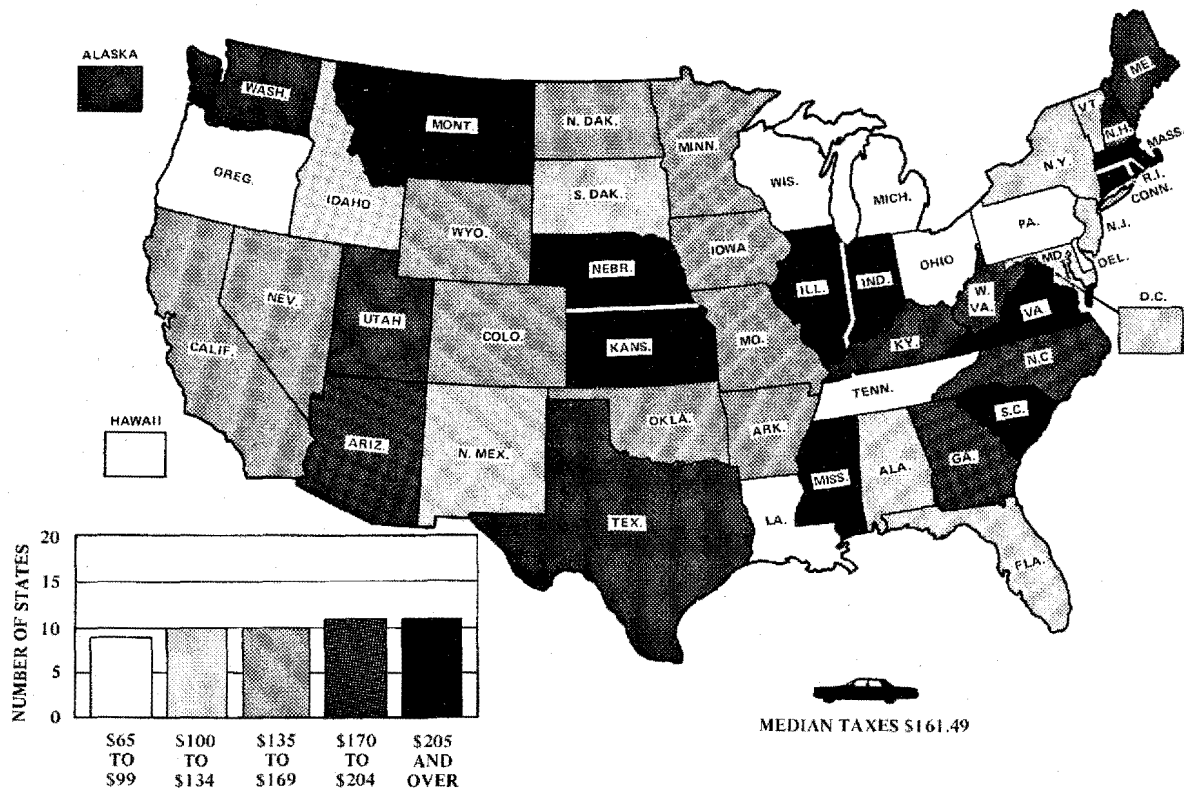 ALASKA
WASH.
MONT.
N. DAK.
MINN.
ME.
VT
N.H.
MASS.
OREG.
IDAHO
S. DAK.
WIS.
MICH.
N.Y.
R.I.
CONN.
WYO.
NEBR.
IOWA
PA.
N.J.
NEV.
UTAH
COLO.
KANS.
ILL.
IND.
OHIO
MD.
DEL.
W.
VA.
VA.
D.C.
CALIF.
MO.
KY.
N.C.
HAWAII
ARIZ.
N. MEX.
OKLA.
ARK.
TENN.
S.C.
TEX.
LA.
MISS.
ALA.
GA.
FLA.
NUMBER OF STATES
20
15
10
5
0
$65
TO
$99
$100
TO
$134
$135
TO
$169
$170
TO
$204
$205
AND
OVER
MEDIAN TAXES $161.49